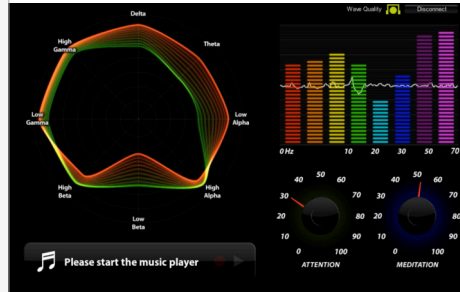 Wave Quality
Disconnect
Delta
High
Gamma
Theta
Low
Gamma
Low
Alpha
High
Beta
High
Alpha
Low
Beta
Please start the music player
0 Hz 10 20 30 50 70
40 50 60
30 70
20 80
10 90
0 100
ATTENTION
40 50 60
30 70
20 80
10 90
0 100
MEDITATION